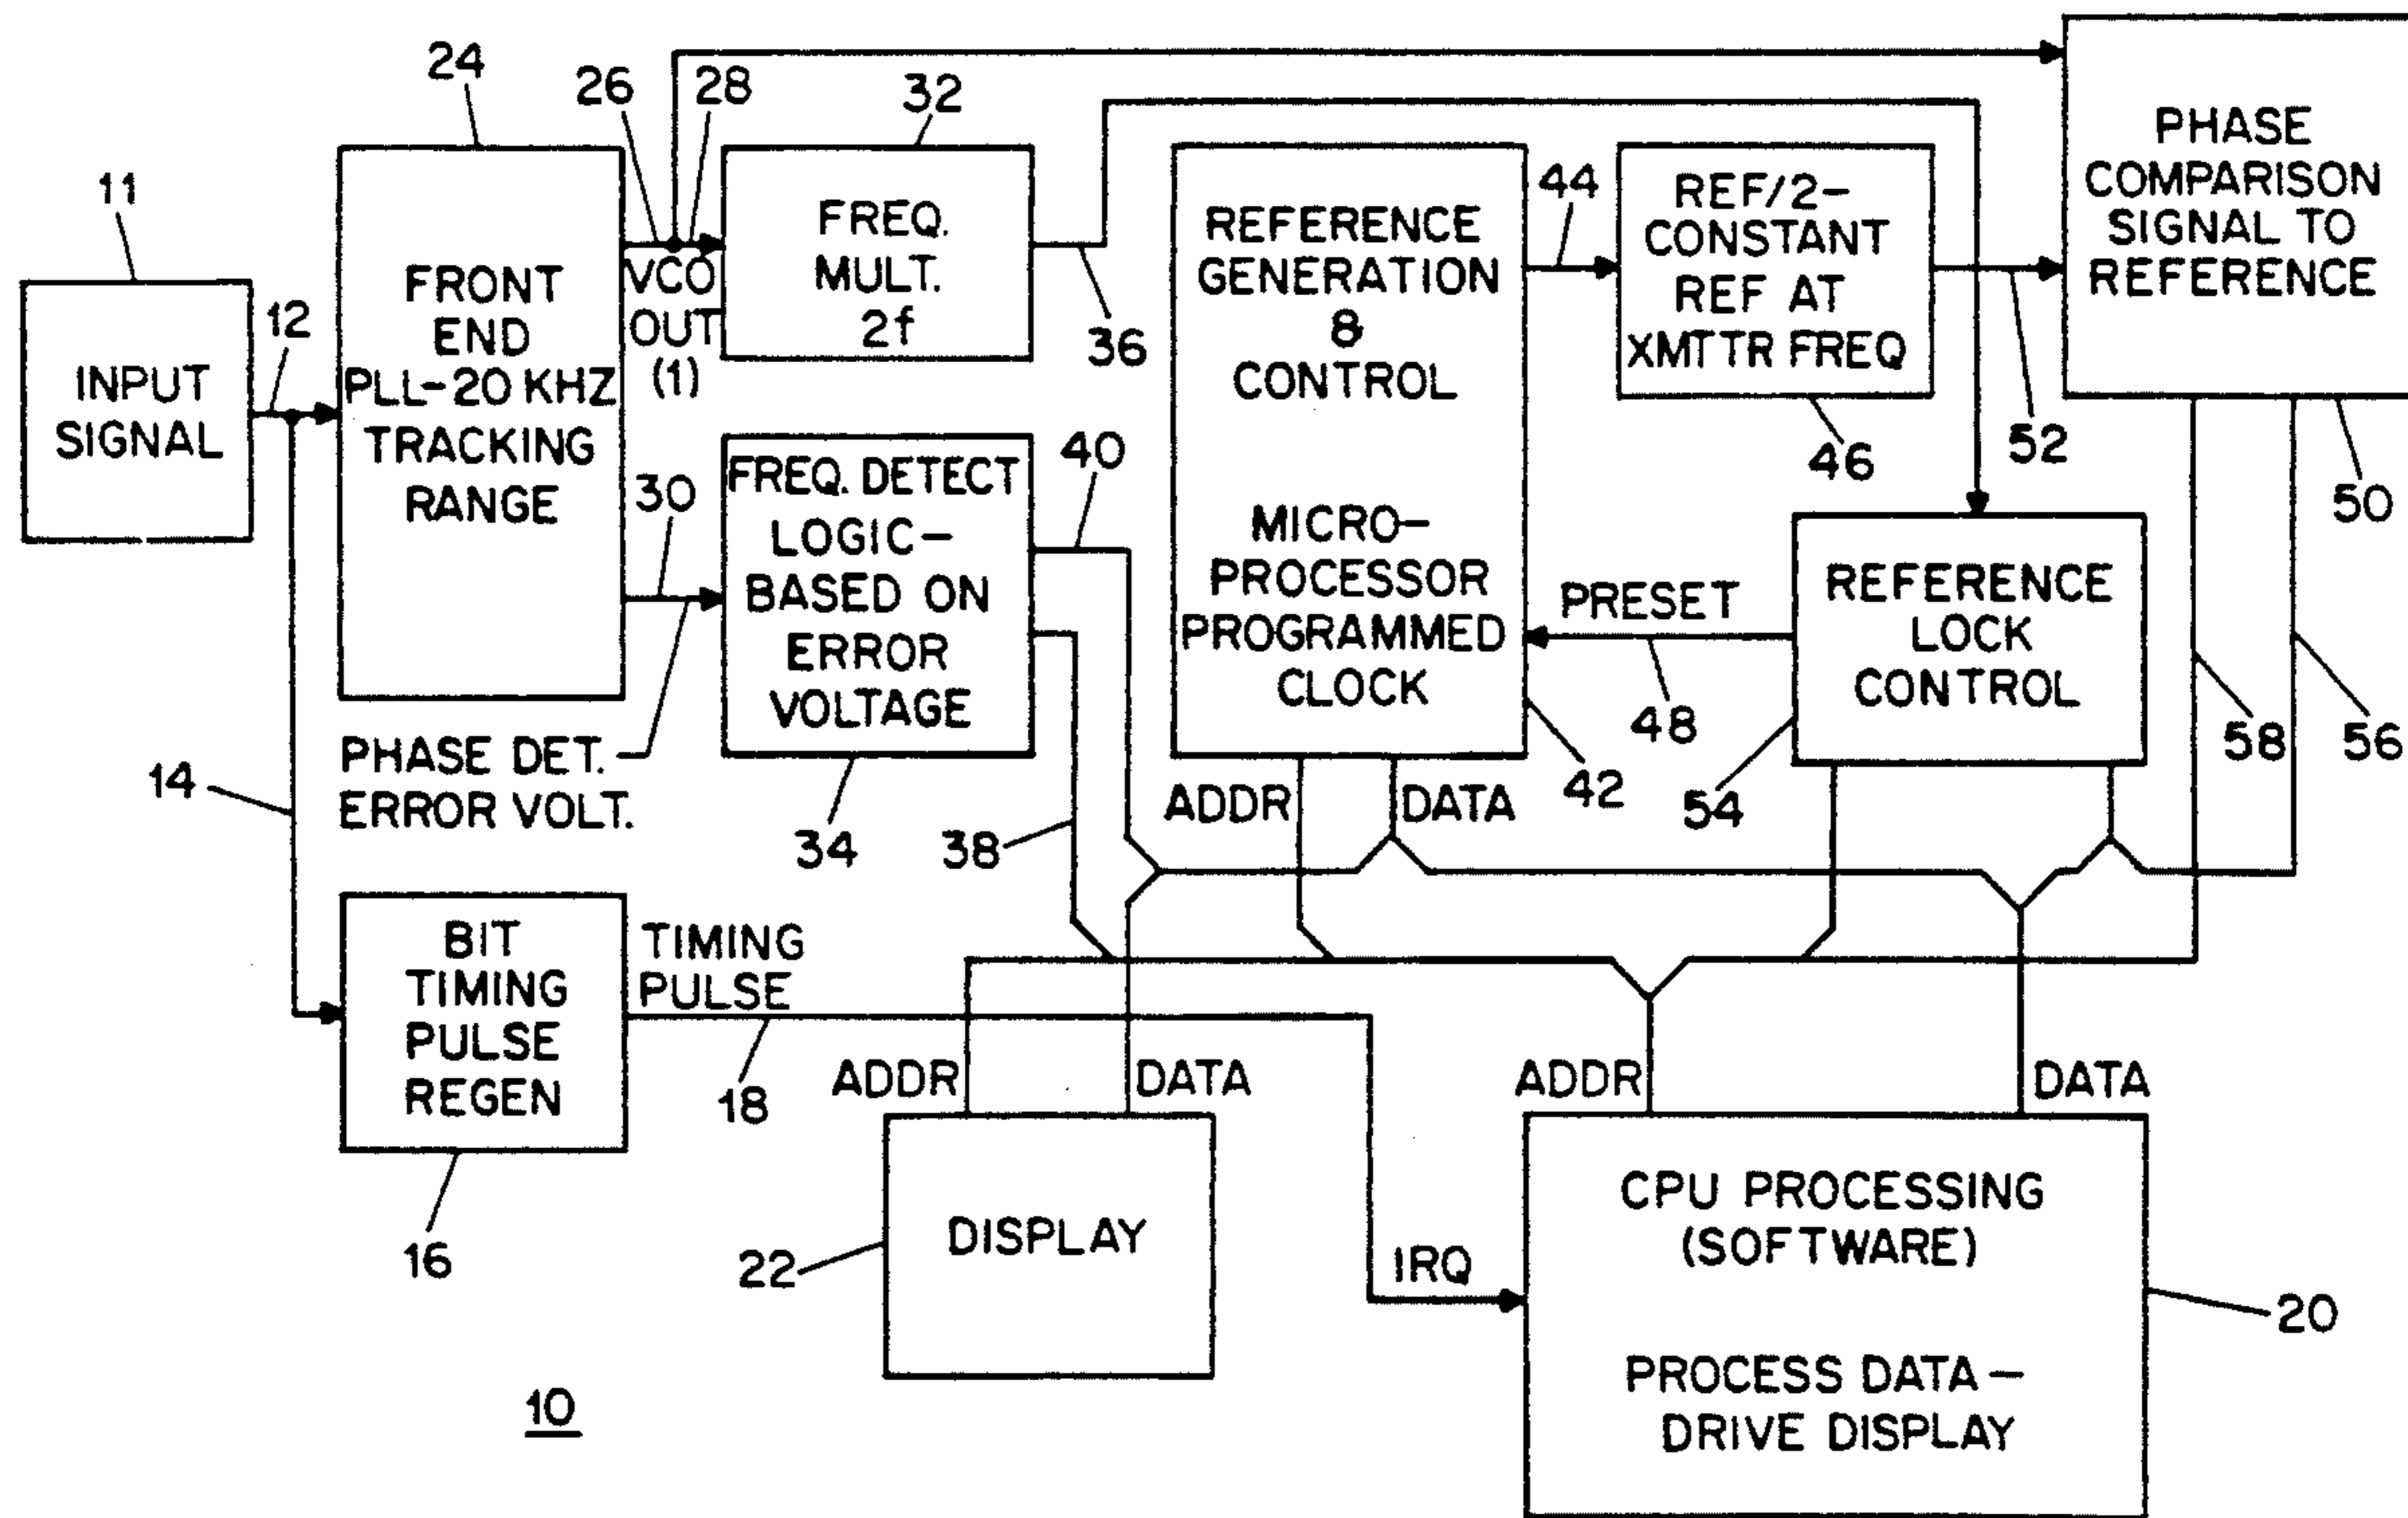 11
INPUT
SIGNAL
12
14
24
FRONT
END
PLL-20 KHZ
TRACKING
RANGE
26
28
VCO
OUT
(1)
30
PHASE DET.
ERROR VOLT.
32
FREQ.
MULT.
2f
36
FREQ. DETECT
LOGIC-
BASED ON
ERROR
VOLTAGE
34
40
38
REFERENCE
GENERATION
&
CONTROL
MICRO-
PROCESSOR
PROGRAMMED
CLOCK
42
ADDR
DATA
44
REF/2-
CONSTANT
REF AT
XMTTR FREQ
46
52
PHASE
COMPARISON
SIGNAL TO
REFERENCE
50
PRESET
48
REFERENCE
LOCK
CONTROL
54
58
56
BIT
TIMING
PULSE
REGEN
16
TIMING
PULSE
18
ADDR
DATA
DISPLAY
22
IRQ
ADDR
DATA
CPU PROCESSING
(SOFTWARE)
PROCESS DATA-
DRIVE DISPLAY
20
10